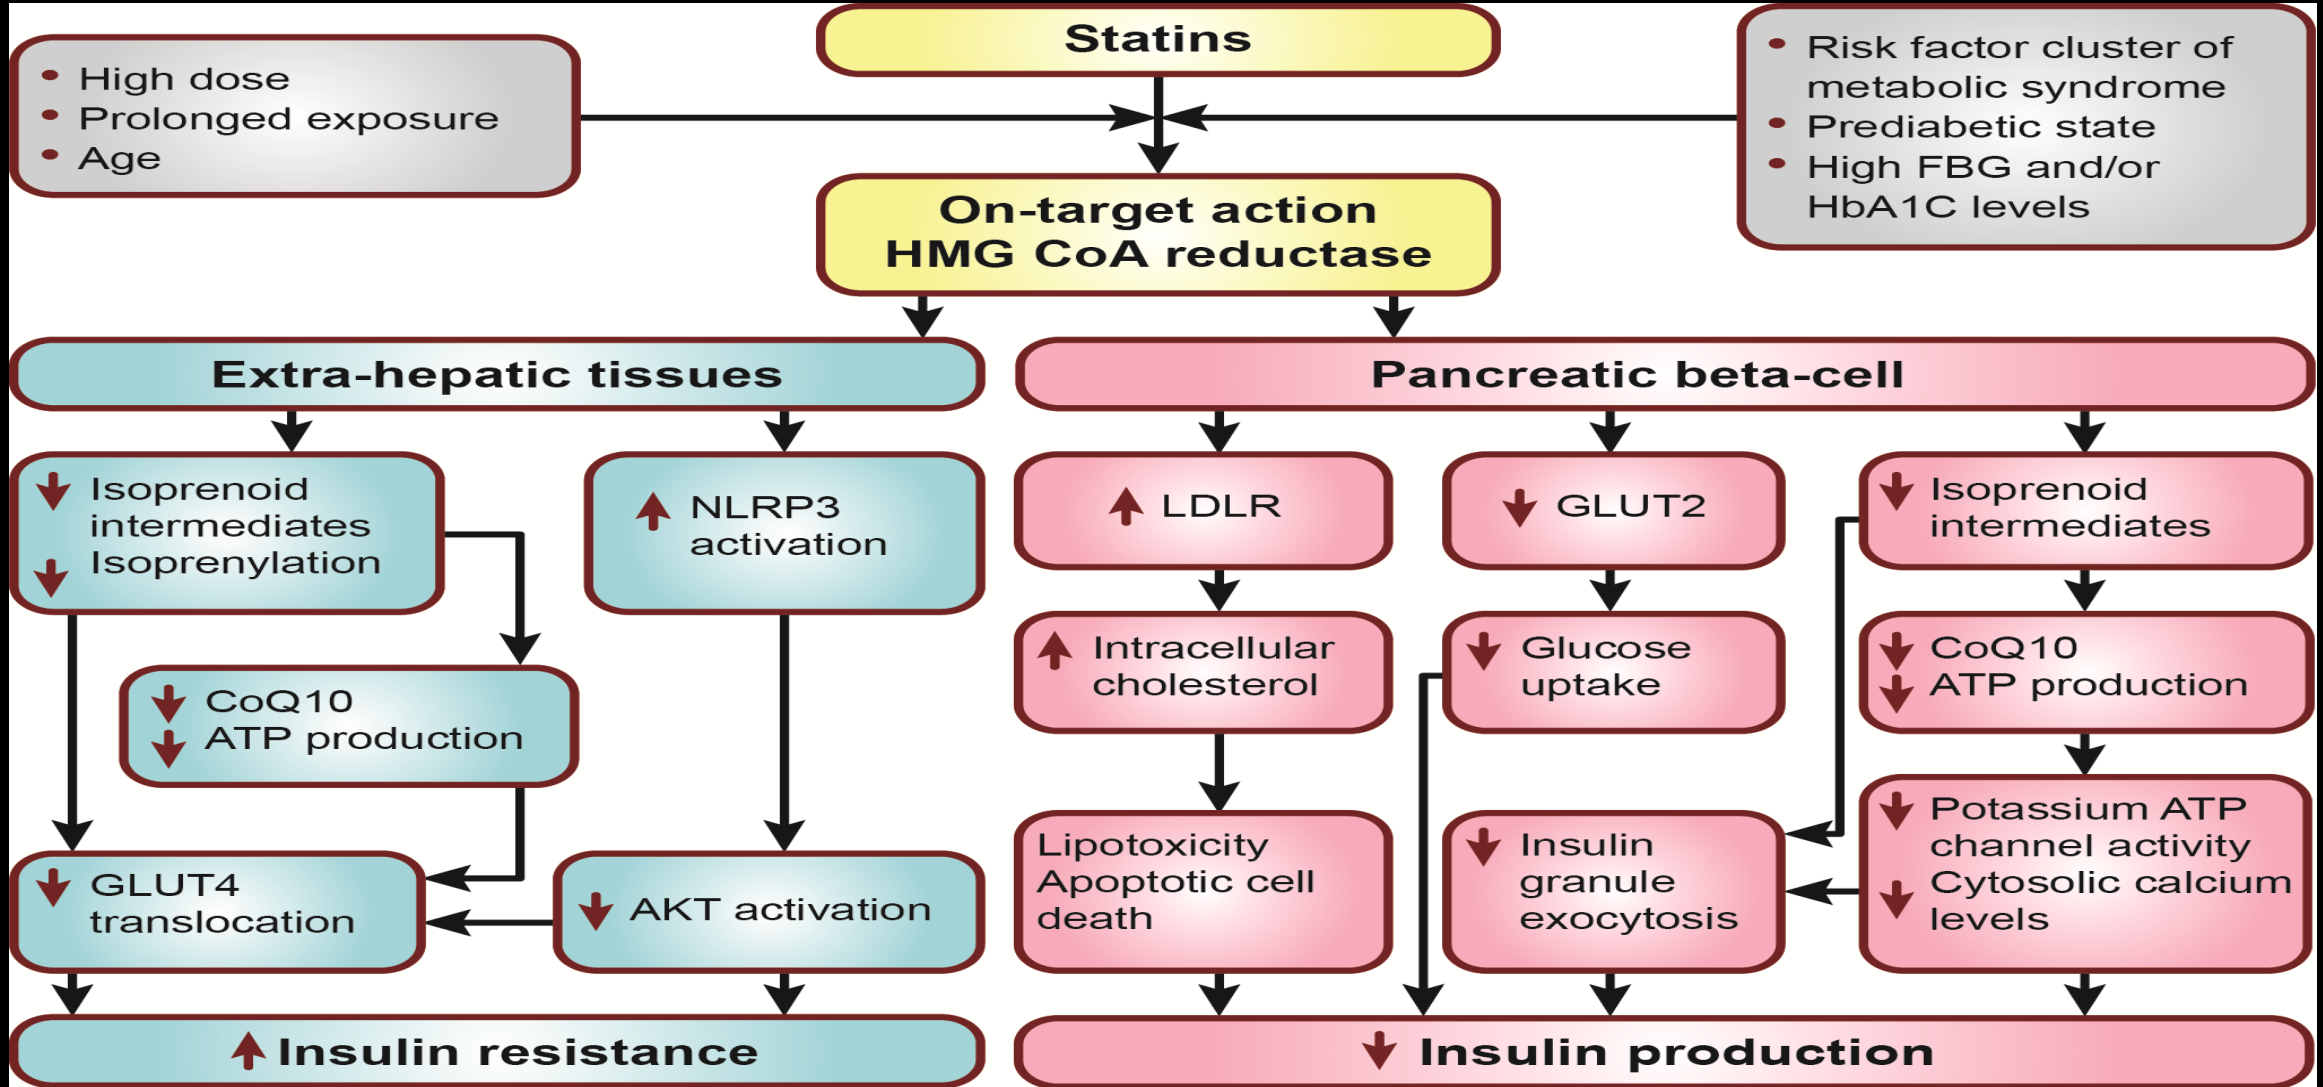 Statins
High dose
Prolonged exposure
Age
Risk factor cluster of
metabolic syndrome
Prediabetic state
High FBG and/or
HbA1C levels
On-target action
HMG CoA reductase
Extra-hepatic tissues
Pancreatic beta-cell
Isoprenoid
intermediates
Isoprenylation
NLRP3
activation
LDLR
GLUT2
Isoprenoid
intermediates
CoQ10
ATP production
Intracellular
cholesterol
Glucose
uptake
CoQ10
ATP production
GLUT4
translocation
AKT activation
Lipotoxicity
Apoptotic cell
death
Insulin
granule
exocytosis
Potassium ATP
channel activity
Cytosolic calcium
levels
Insulin resistance
Insulin production